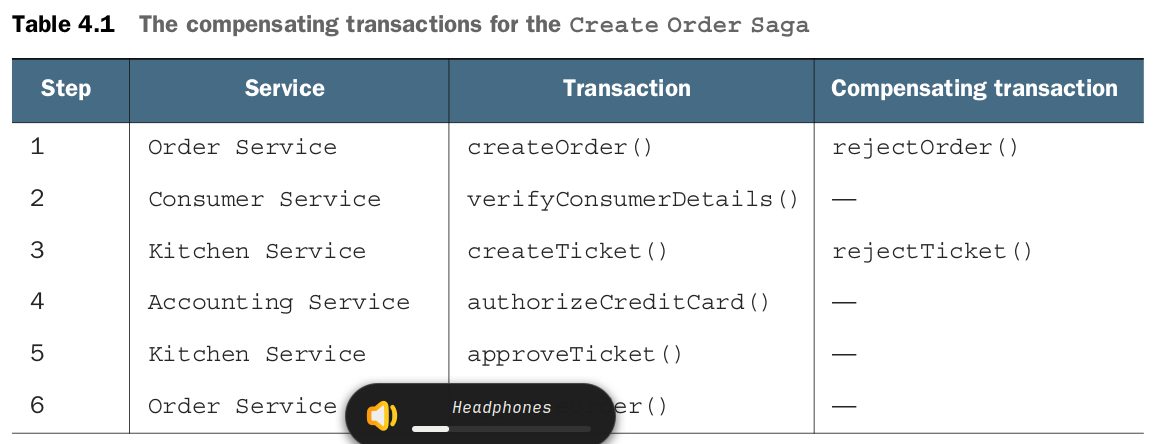 Table 4.1 The compensating transactions for the Create Order Saga
Step Service Transaction Compensating transaction
1 Order Service createOrder() rejectOrder()
2 Consumer Service verifyConsumerDetails() —
3 Kitchen Service createTicket() rejectTicket()
4 Accounting Service authorizeCreditCard() —
5 Kitchen Service approveTicket() —
6 Order Service er() —
Headphones